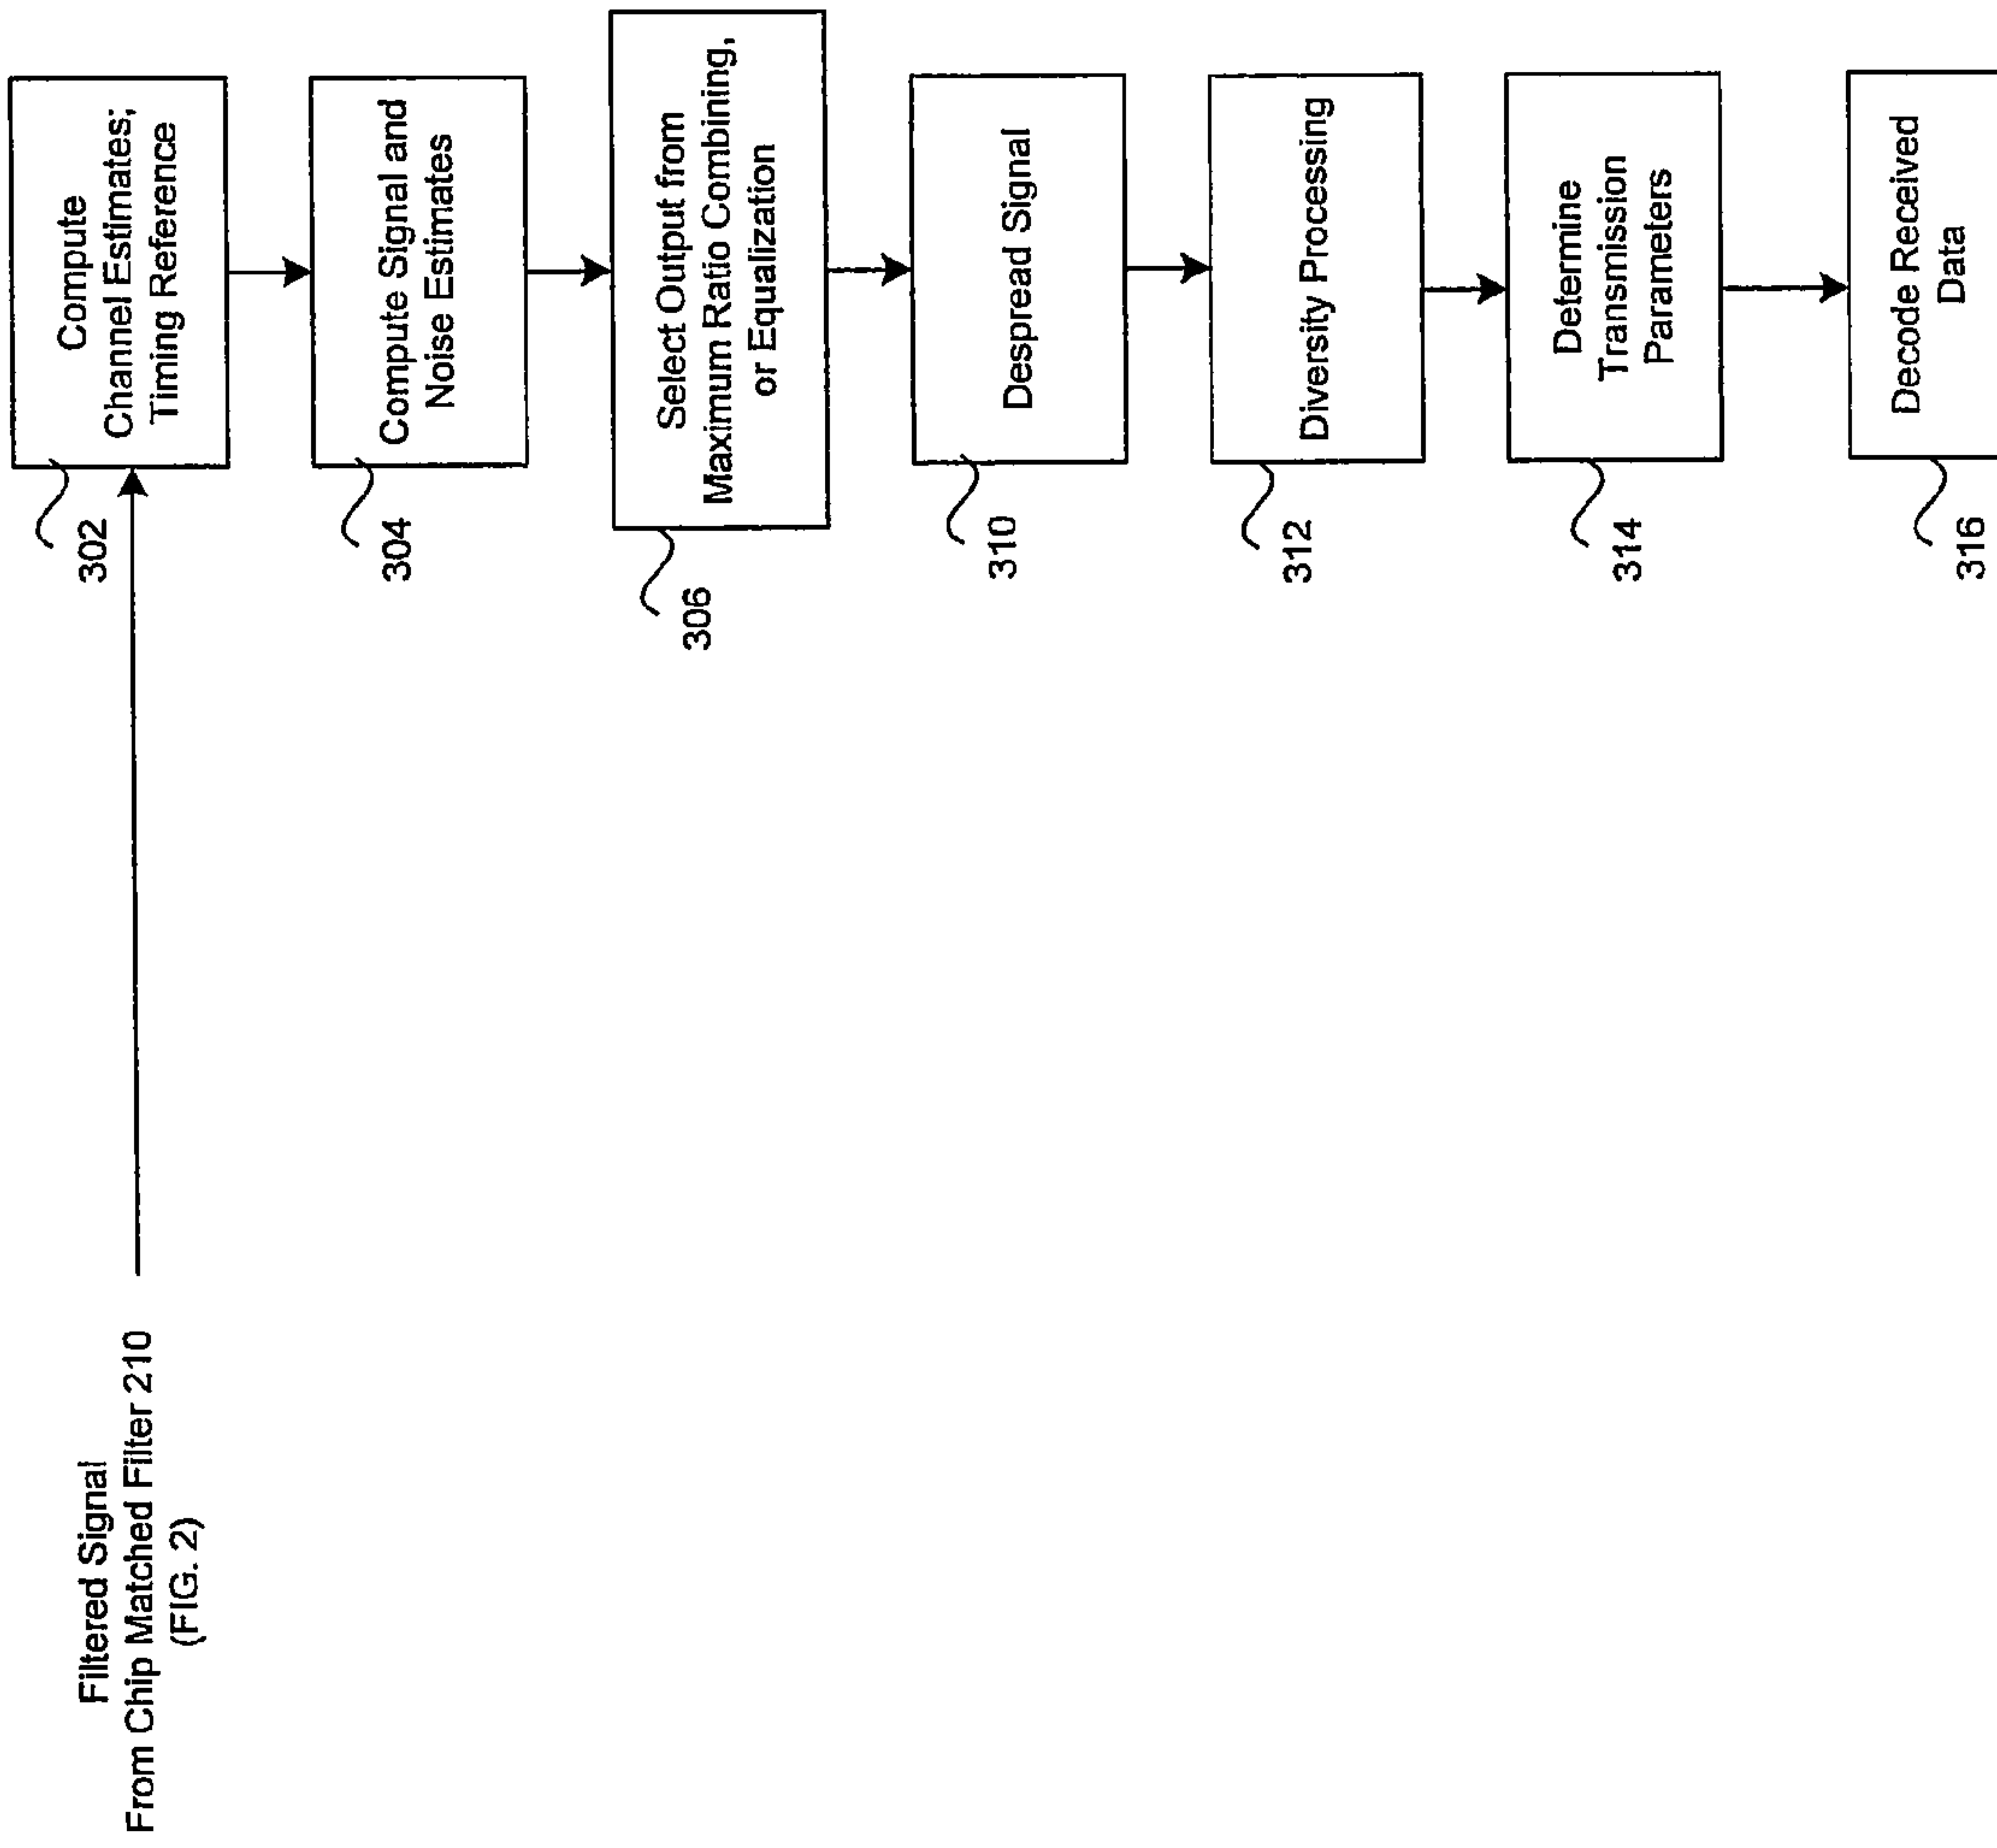 Filtered Signal
From Chip Matched Filter 210
(FIG. 2)
302
Compute
Channel Estimates;
Timing Reference
304
Compute Signal and
Noise Estimates
306
Select Output from
Maximum Ratio Combining,
or Equalization
310
Despread Signal
312
Diversity Processing
314
Determine
Transmission
Parameters
316
Decode Received
Data